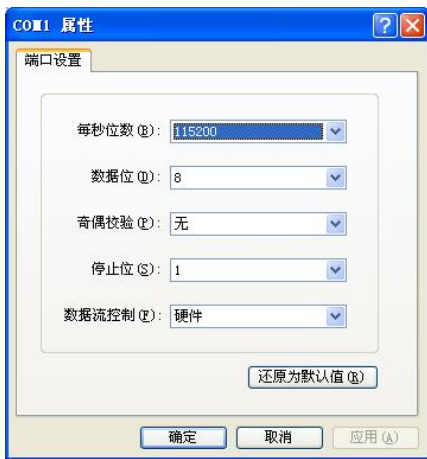 COM1 属性
端口设置
每秒位数(B): 115200
数据位(D): 8
奇偶校验(P): 无
停止位(S): 1
数据流控制(F): 硬件
还原为默认值(R)
确定 取消 应用(A)